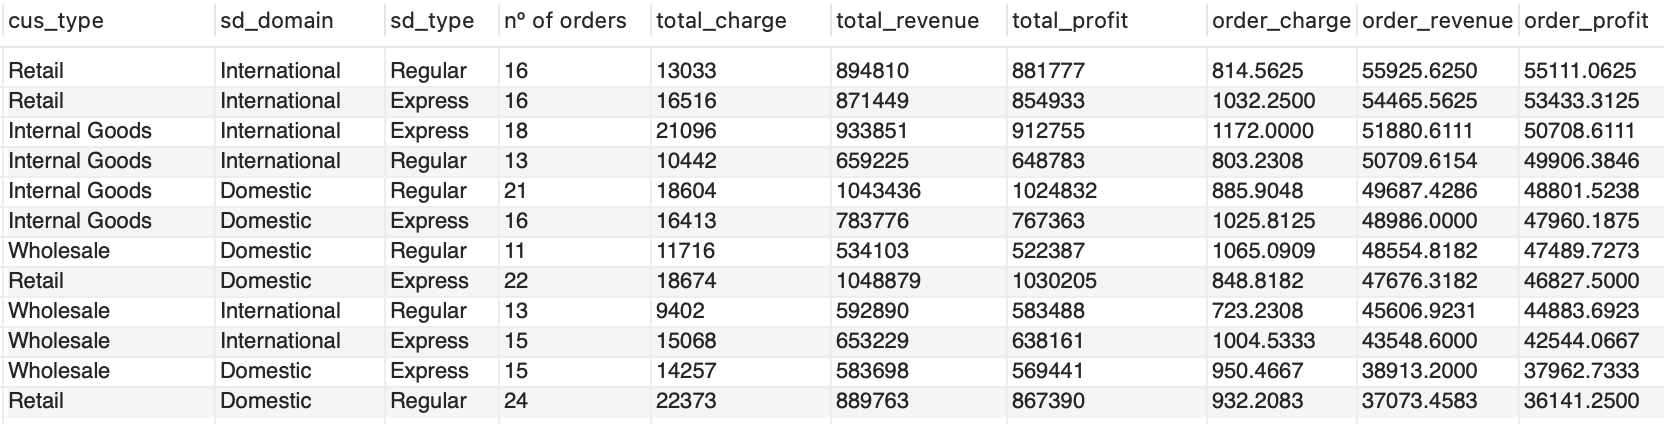 cus_type sd_domain sd_type nº of orders total_charge total_revenue total_profit order_charge order_revenue order_profit
Retail International Regular 16 13033 894810 881777 814.5625 55925.6250 55111.0625
Retail International Express 16 16516 871449 854933 1032.2500 54465.5625 53433.3125
Internal Goods International Express 18 21096 933851 912755 1172.0000 51880.6111 50708.6111
Internal Goods International Regular 13 10442 659225 648783 803.2308 50709.6154 49906.3846
Internal Goods Domestic Regular 21 18604 1043436 1024832 885.9048 49687.4286 48801.5238
Internal Goods Domestic Express 16 16413 783776 767363 1025.8125 48986.0000 47960.1875
Wholesale Domestic Regular 11 11716 534103 522387 1065.0909 48554.8182 47489.7273
Retail Domestic Express 22 18674 1048879 1030205 848.8182 47676.3182 46827.5000
Wholesale International Regular 13 9402 592890 583488 723.2308 45606.9231 44883.6923
Wholesale International Express 15 15068 653229 638161 1004.5333 43548.6000 42544.0667
Wholesale Domestic Express 15 14257 583698 569441 950.4667 38913.2000 37962.7333
Retail Domestic Regular 24 22373 889763 867390 932.2083 37073.4583 36141.2500